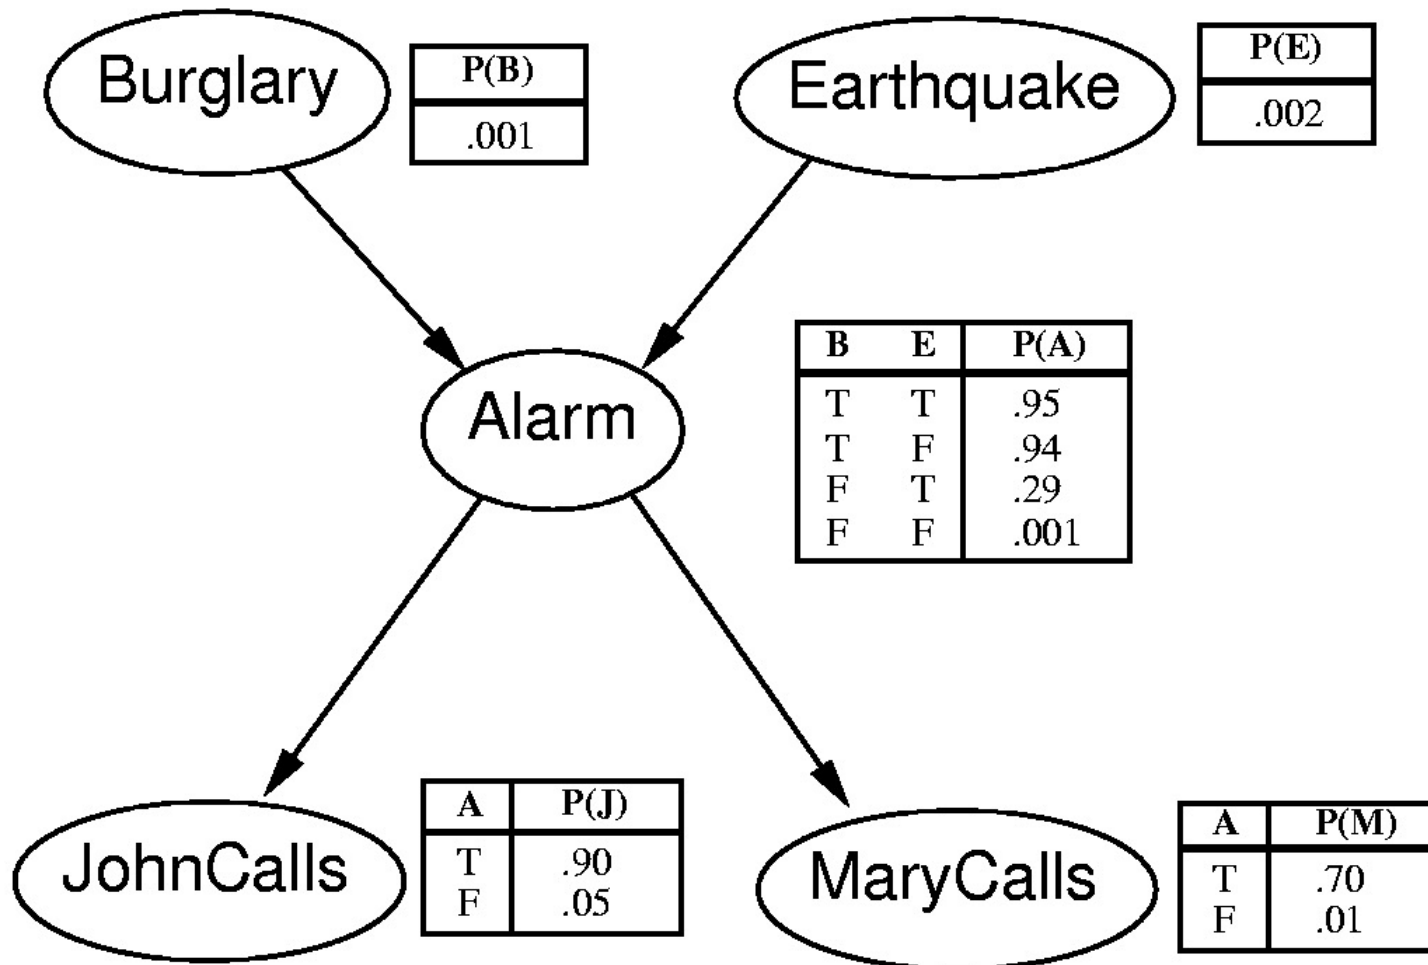 Burglary
P(B)
.001
Earthquake
P(E)
.002
Alarm
B E P(A)
T T .95
T F .94
F T .29
F F .001
JohnCalls
A P(J)
T .90
F .05
MaryCalls
A P(M)
T .70
F .01